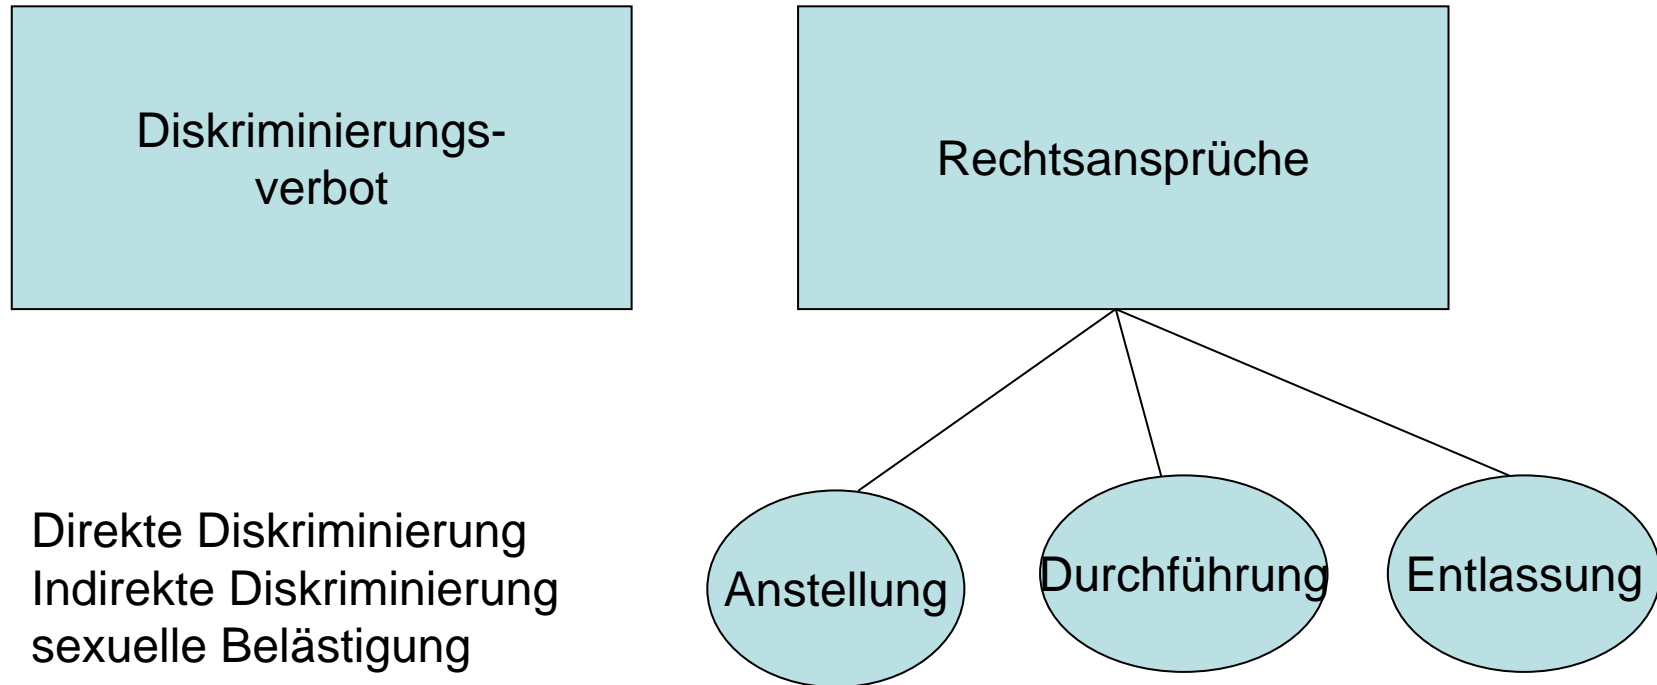 Diskriminierungs-
verbot
Rechtsansprüche
Direkte Diskriminierung
Indirekte Diskriminierung
sexuelle Belästigung
Anstellung
Durchführung
Entlassung